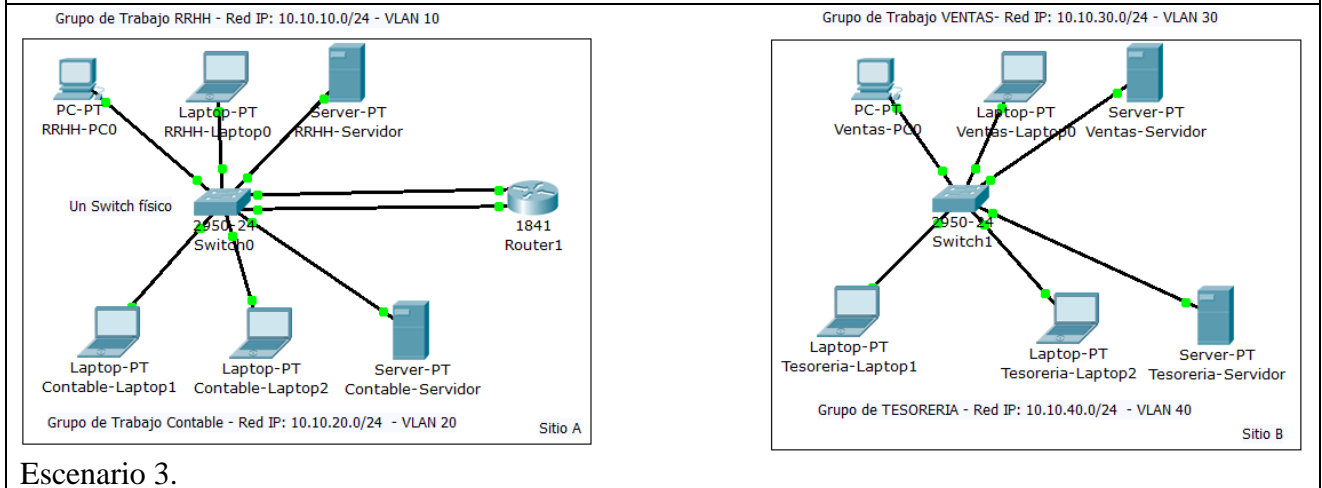 Grupo de Trabajo RRHH - Red IP: 10.10.10.0/24 - VLAN 10
PC-PT
RRHH-PC0
Laptop-PT
RRHH-Laptop0
Server-PT
RRHH-Servidor
Un Switch físico
2950-24
Switch0
1841
Router1
Laptop-PT
Contable-Laptop1
Laptop-PT
Contable-Laptop2
Server-PT
Contable-Servidor
Grupo de Trabajo Contable - Red IP: 10.10.20.0/24 - VLAN 20
Sitio A
Grupo de Trabajo VENTAS- Red IP: 10.10.30.0/24 - VLAN 30
PC-PT
Ventas-PC0
Laptop-PT
Ventas-Laptop0
Server-PT
Ventas-Servidor
2950-24
Switch1
Laptop-PT
Tesoreria-Laptop1
Laptop-PT
Tesoreria-Laptop2
Server-PT
Tesoreria-Servidor
Grupo de TESORERIA - Red IP: 10.10.40.0/24 - VLAN 40
Sitio B
Escenario 3.